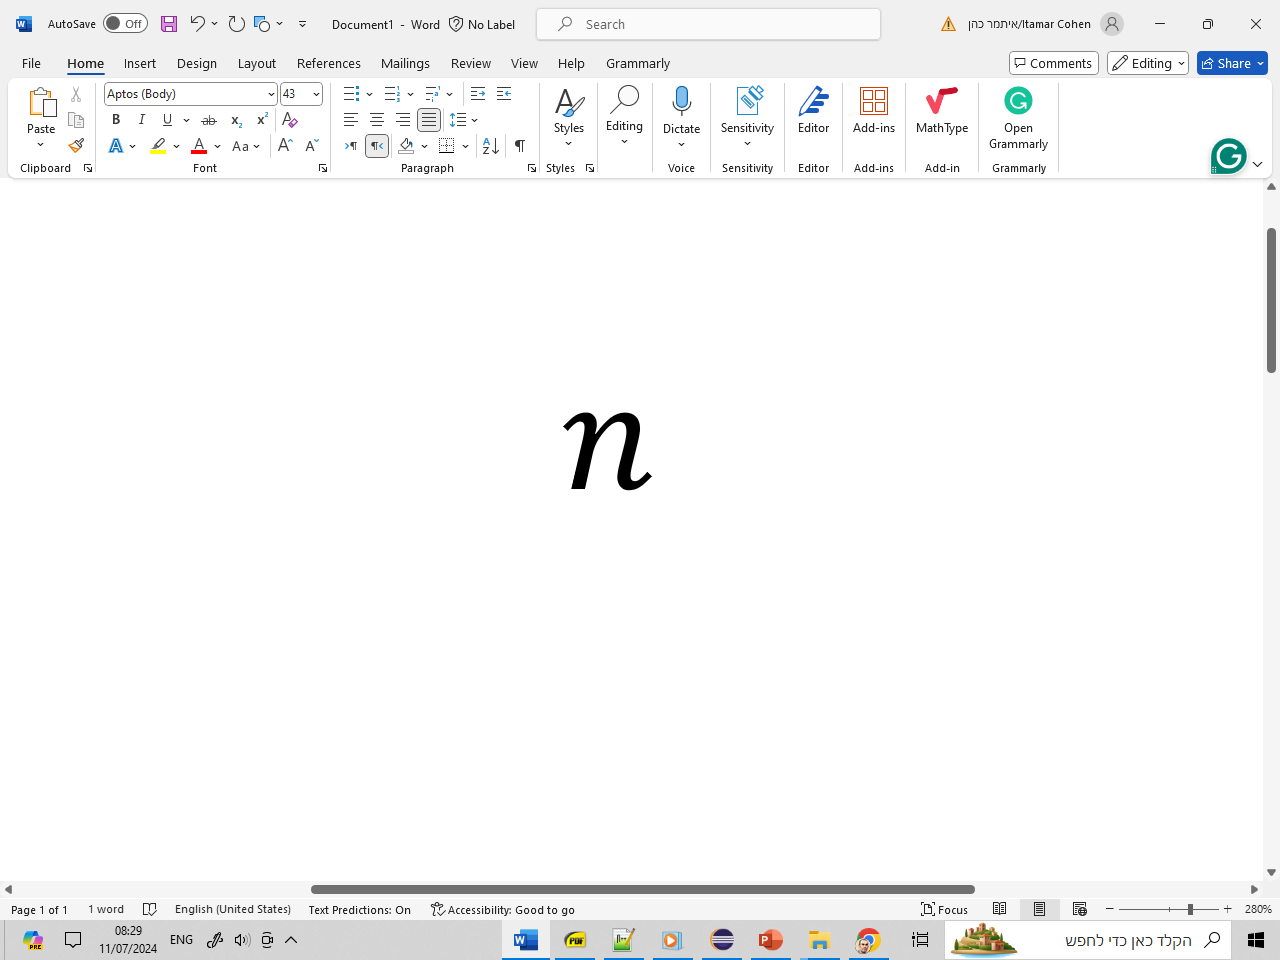 AutoSave Off Document1 - Word No Label Search איתמר כהן/Itamar Cohen
File Home Insert Design Layout References Mailings Review View Help Grammarly Comments Editing Share
Aptos (Body) 43
Paste Styles Editing Dictate Sensitivity Editor Add-ins MathType Open Grammarly
Clipboard Font Paragraph Styles Voice Sensitivity Editor Add-ins Add-in Grammarly
n
Page 1 of 1 1 word English (United States) Text Predictions: On Accessibility: Good to go Focus 280%
08:29
11/07/2024 ENG הקלד כאן כדי לחפש